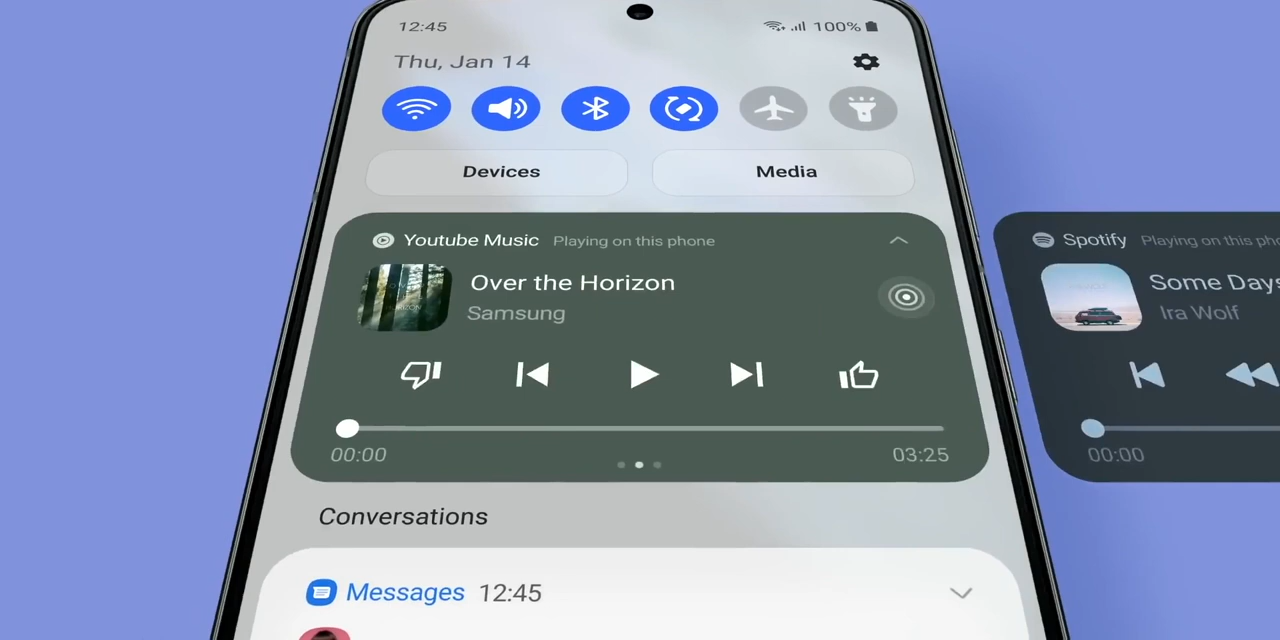 12:45 100%
Thu, Jan 14
Devices Media
Youtube Music Playing on this phone
Over the Horizon
Samsung
00:00 03:25
Spotify Playing on this
Some Days
Ira Wolf
00:00
Conversations
Messages 12:45